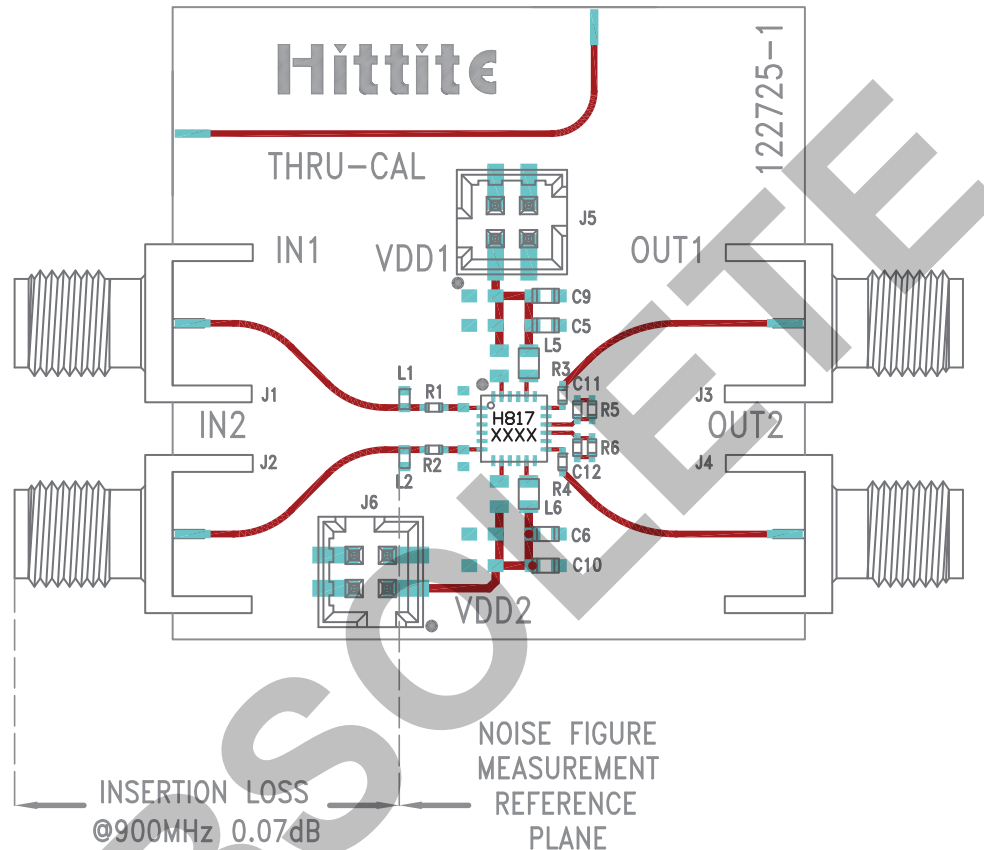 Hittite
122725-1
THRU-CAL
J5
IN1
VDD1
OUT1
C9
C5
L5
L1
R1
R3
C11
J1
J3
IN2
H817
XXXX
R5
OUT2
R6
J2
L2
R2
C12
J4
R4
J6
L6
C6
C10
VDD2
NOISE FIGURE
MEASUREMENT
REFERENCE
PLANE
INSERTION LOSS
@900MHz 0.07dB
BSOLETE